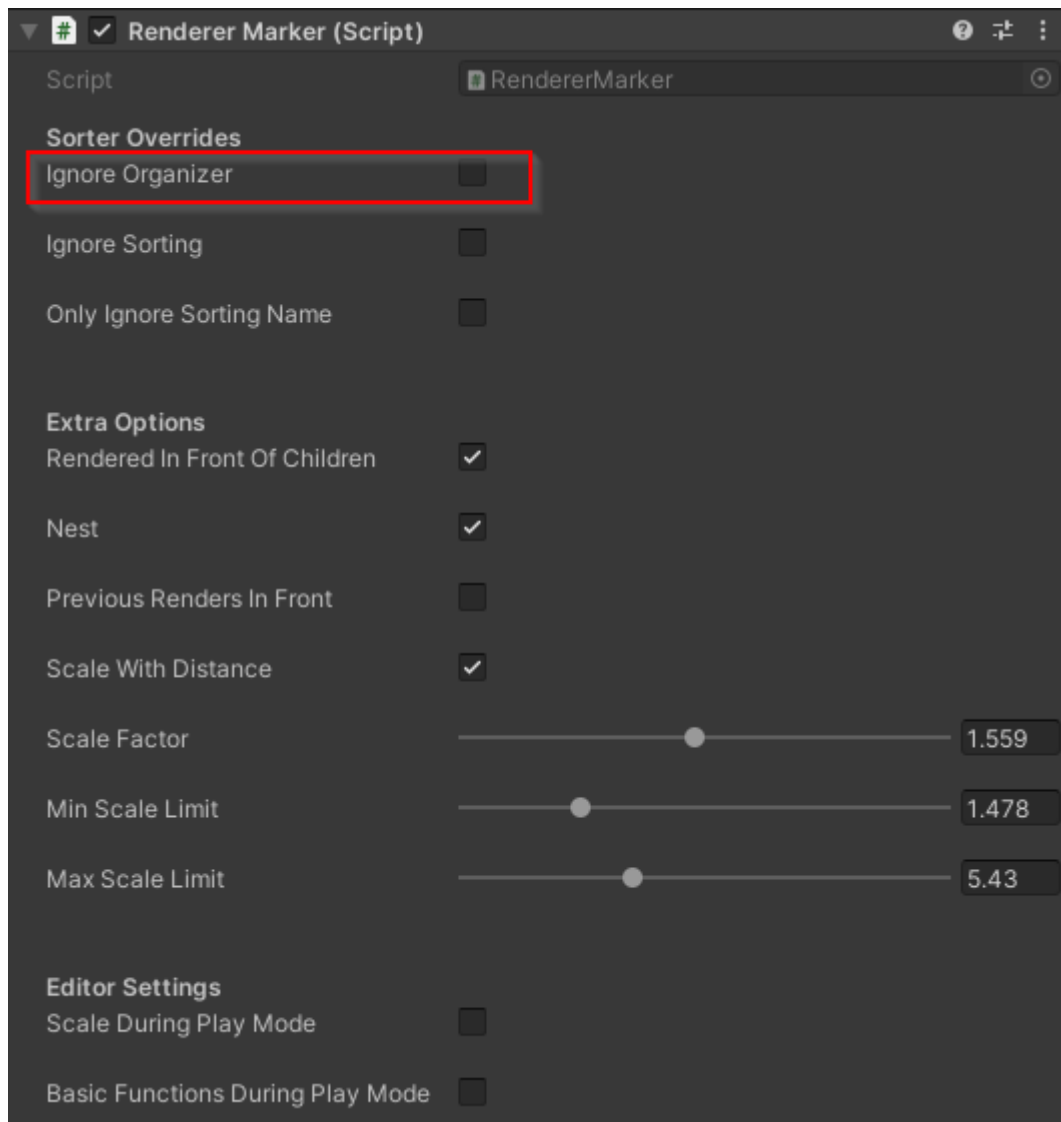 Renderer Marker (Script)
Script RendererMarker
Sorter Overrides
Ignore Organizer
Ignore Sorting
Only Ignore Sorting Name
Extra Options
Rendered In Front Of Children
Nest
Previous Renders In Front
Scale With Distance
Scale Factor 1.559
Min Scale Limit 1.478
Max Scale Limit 5.43
Editor Settings
Scale During Play Mode
Basic Functions During Play Mode